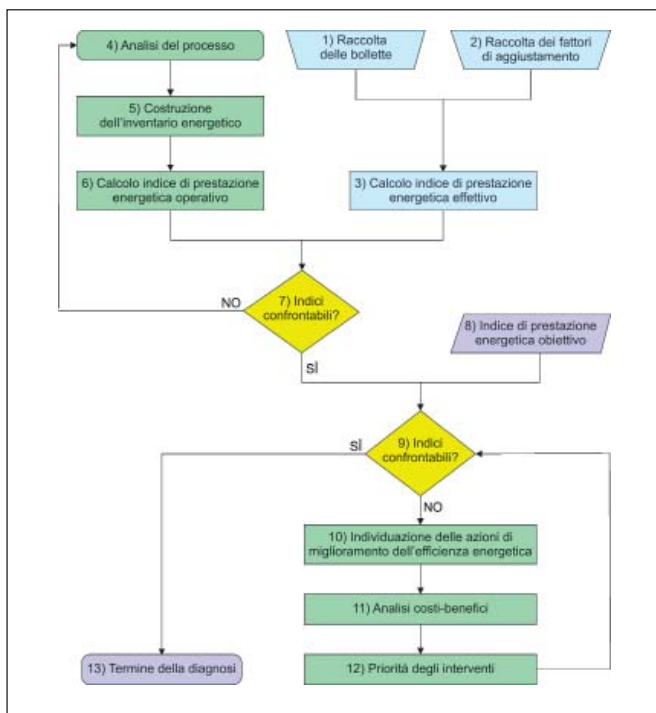 4) Analisi del processo
1) Raccolta
delle bollette
2) Raccolta dei fattori
di aggiustamento
5) Costruzione
dell'inventario energetico
6) Calcolo indice di prestazione
energetica operativo
3) Calcolo indice di prestazione
energetica effettivo
7) Indici
confrontabili?
NO
SÌ
8) Indice di prestazione
energetica obiettivo
9) Indici
confrontabili?
SÌ
NO
10) Individuazione delle azioni di
miglioramento dell'efficienza energetica
11) Analisi costi-benefici
12) Priorità degli interventi
13) Termine della diagnosi